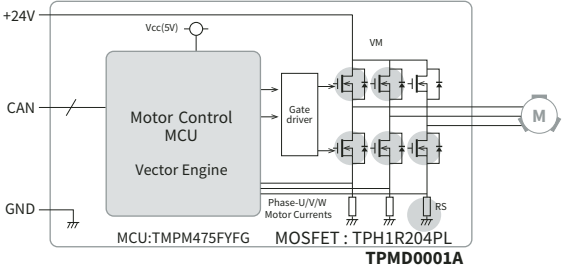 +24V
Vcc(5V)
VM
CAN
Motor Control
MCU
Vector Engine
Gate
driver
M
Phase-U/V/W
Motor Currents
RS
GND
MCU:TMPM475FYFG
MOSFET : TPH1R204PL
TPMD0001A